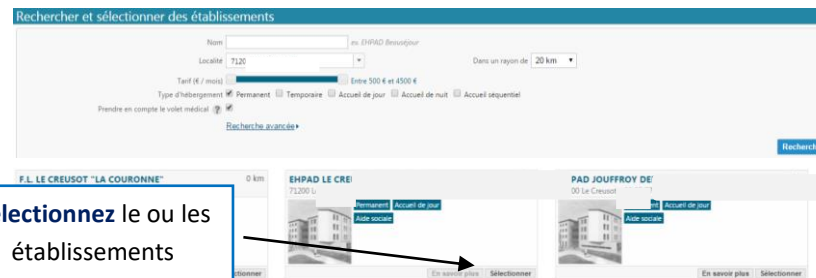 Rechercher et sélectionner des établissements
Nom ex. EHPAD Beauséjour
Localité 7120 Dans un rayon de 20 km
Tarif (€ / mois) Entre 500 € et 4500 €
Type d'hébergement Permanent Temporaire Accueil de jour Accueil de nuit Accueil séquentiel
Prendre en compte le volet médical (?)
Recherche avancée
Recherch
F.L. LE CREUSOT "LA COURONNE" 0 km
EHPAD LE CRE
71200
Permanent Accueil de jour
Aide sociale
En savoir plus Sélectionner
PAD JOUFFROY DE
00 Le Creusot
nt Accueil de jour
Aide sociale
En savoir plus Sélectionner
électionnez le ou les
établissements
ctionner